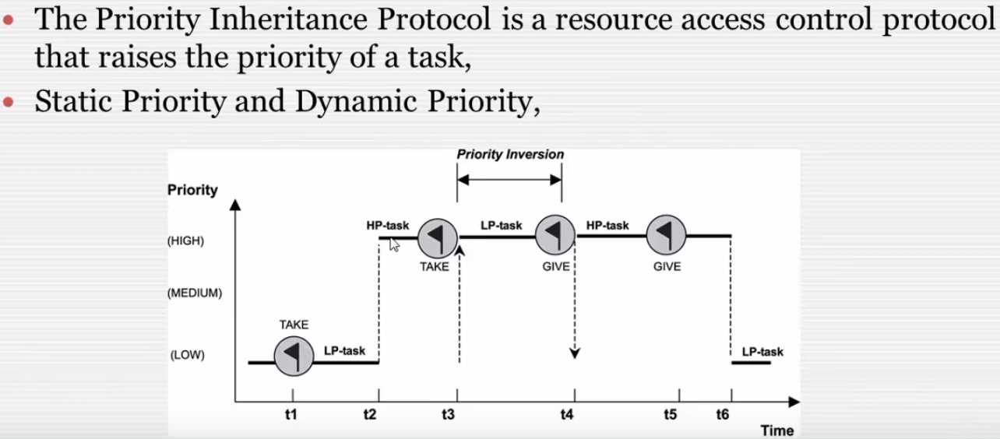 • The Priority Inheritance Protocol is a resource access control protocol
that raises the priority of a task,
• Static Priority and Dynamic Priority,
Priority Inversion
Priority
HP-task
LP-task
HP-task
(HIGH)
TAKE
GIVE
GIVE
(MEDIUM)
TAKE
LP-task
LP-task
(LOW)
t1
t2
t3
t4
t5
t6
Time